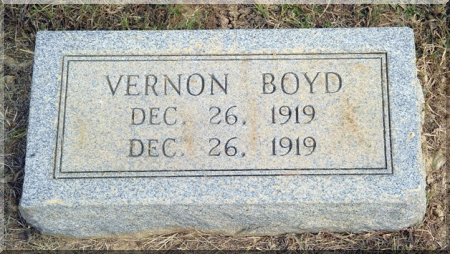 VERNON BOYD
DEC. 26, 1919
DEC. 26, 1919